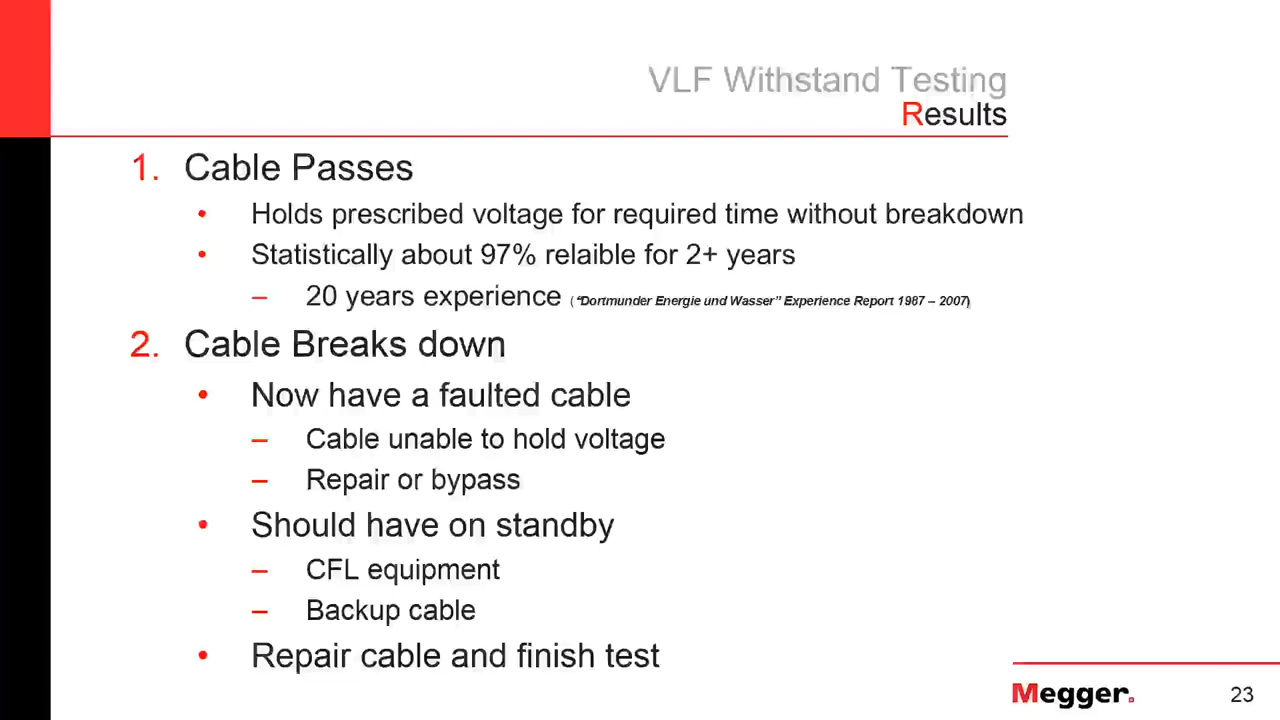 VLF Withstand Testing
Results
1. Cable Passes
• Holds prescribed voltage for required time without breakdown
• Statistically about 97% relaible for 2+ years
– 20 years experience (“Dortmunder Energie und Wasser” Experience Report 1987 – 2007)
2. Cable Breaks down
• Now have a faulted cable
– Cable unable to hold voltage
– Repair or bypass
• Should have on standby
– CFL equipment
– Backup cable
• Repair cable and finish test
Megger.
23